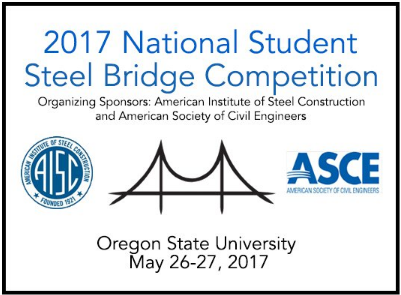 2017 National Student
Steel Bridge Competition
Organizing Sponsors: American Institute of Steel Construction
and American Society of Civil Engineers
AMERICAN INSTITUTE OF STEEL CONSTRUCTION
AISC
FOUNDED 1921
ASCE
AMERICAN SOCIETY OF CIVIL ENGINEERS
Oregon State University
May 26-27, 2017